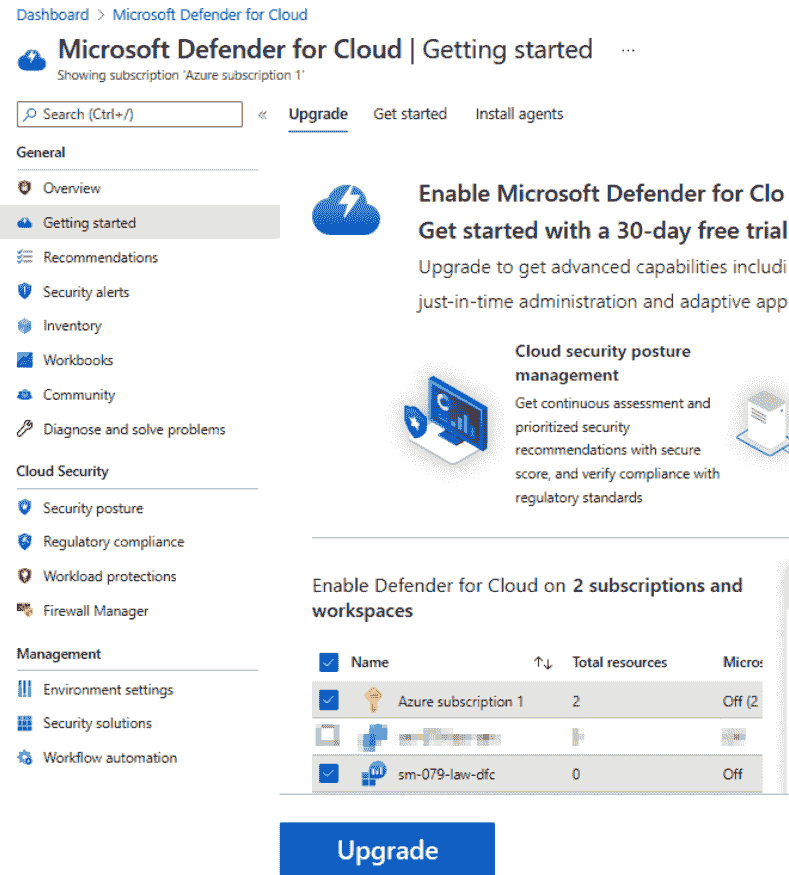 Dashboard > Microsoft Defender for Cloud
Microsoft Defender for Cloud | Getting started ...
Showing subscription 'Azure subscription 1'
Search (Ctrl+/)
«
Upgrade Get started Install agents
General
Overview
Getting started
Recommendations
Security alerts
Inventory
Workbooks
Community
Diagnose and solve problems
Cloud Security
Security posture
Regulatory compliance
Workload protections
Firewall Manager
Management
Environment settings
Security solutions
Workflow automation
Enable Microsoft Defender for Clo
Get started with a 30-day free trial
Upgrade to get advanced capabilities includi
just-in-time administration and adaptive app
Cloud security posture
management
Get continuous assessment and
prioritized security
recommendations with secure
score, and verify compliance with
regulatory standards
Enable Defender for Cloud on 2 subscriptions and
workspaces
Name ↑↓ Total resources Micros
Azure subscription 1 2 Off (2
sm-079-law-dfc 0 Off
Upgrade